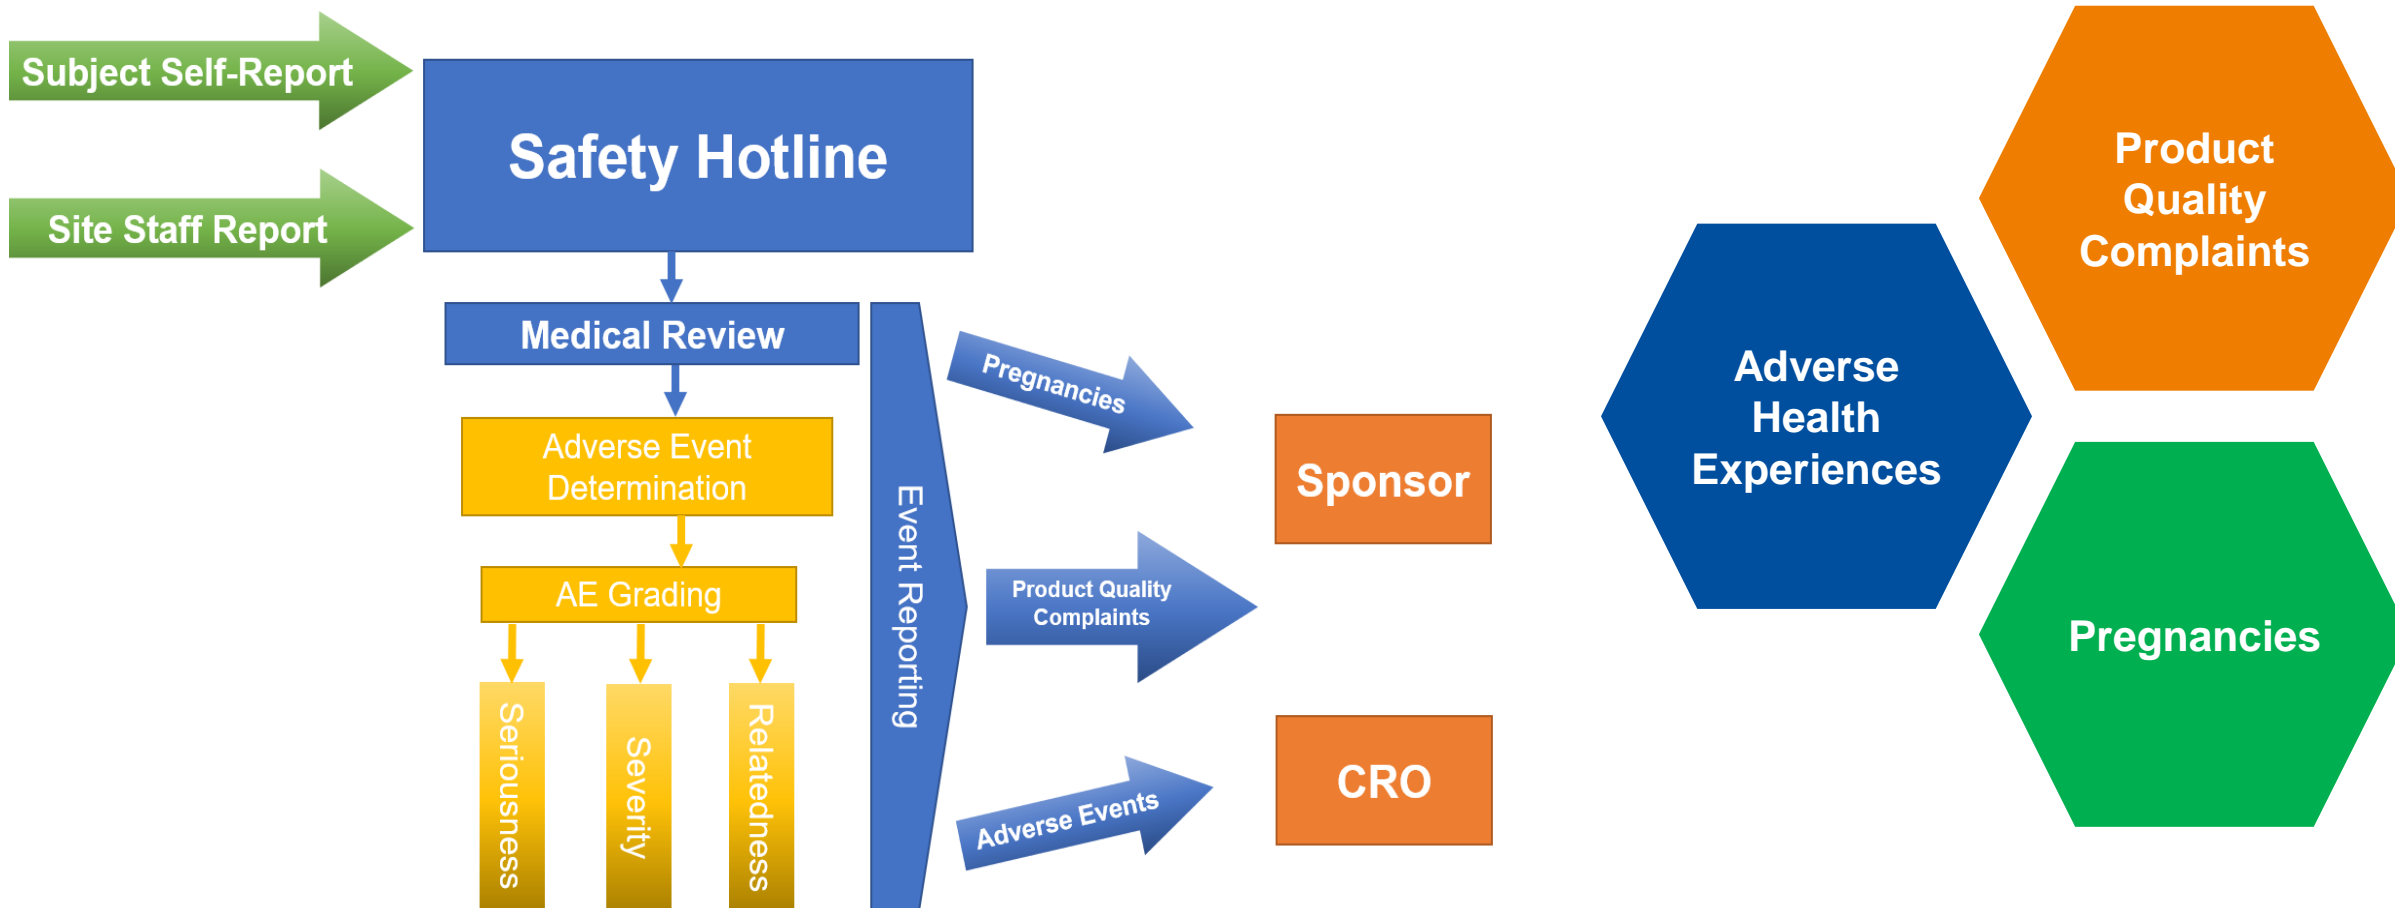 Subject Self-Report
Site Staff Report
Safety Hotline
Medical Review
Adverse Event
Determination
AE Grading
Seriousness
Severity
Relatedness
Event Reporting
Pregnancies
Product Quality
Complaints
Adverse Events
Sponsor
CRO
Adverse
Health
Experiences
Product
Quality
Complaints
Pregnancies